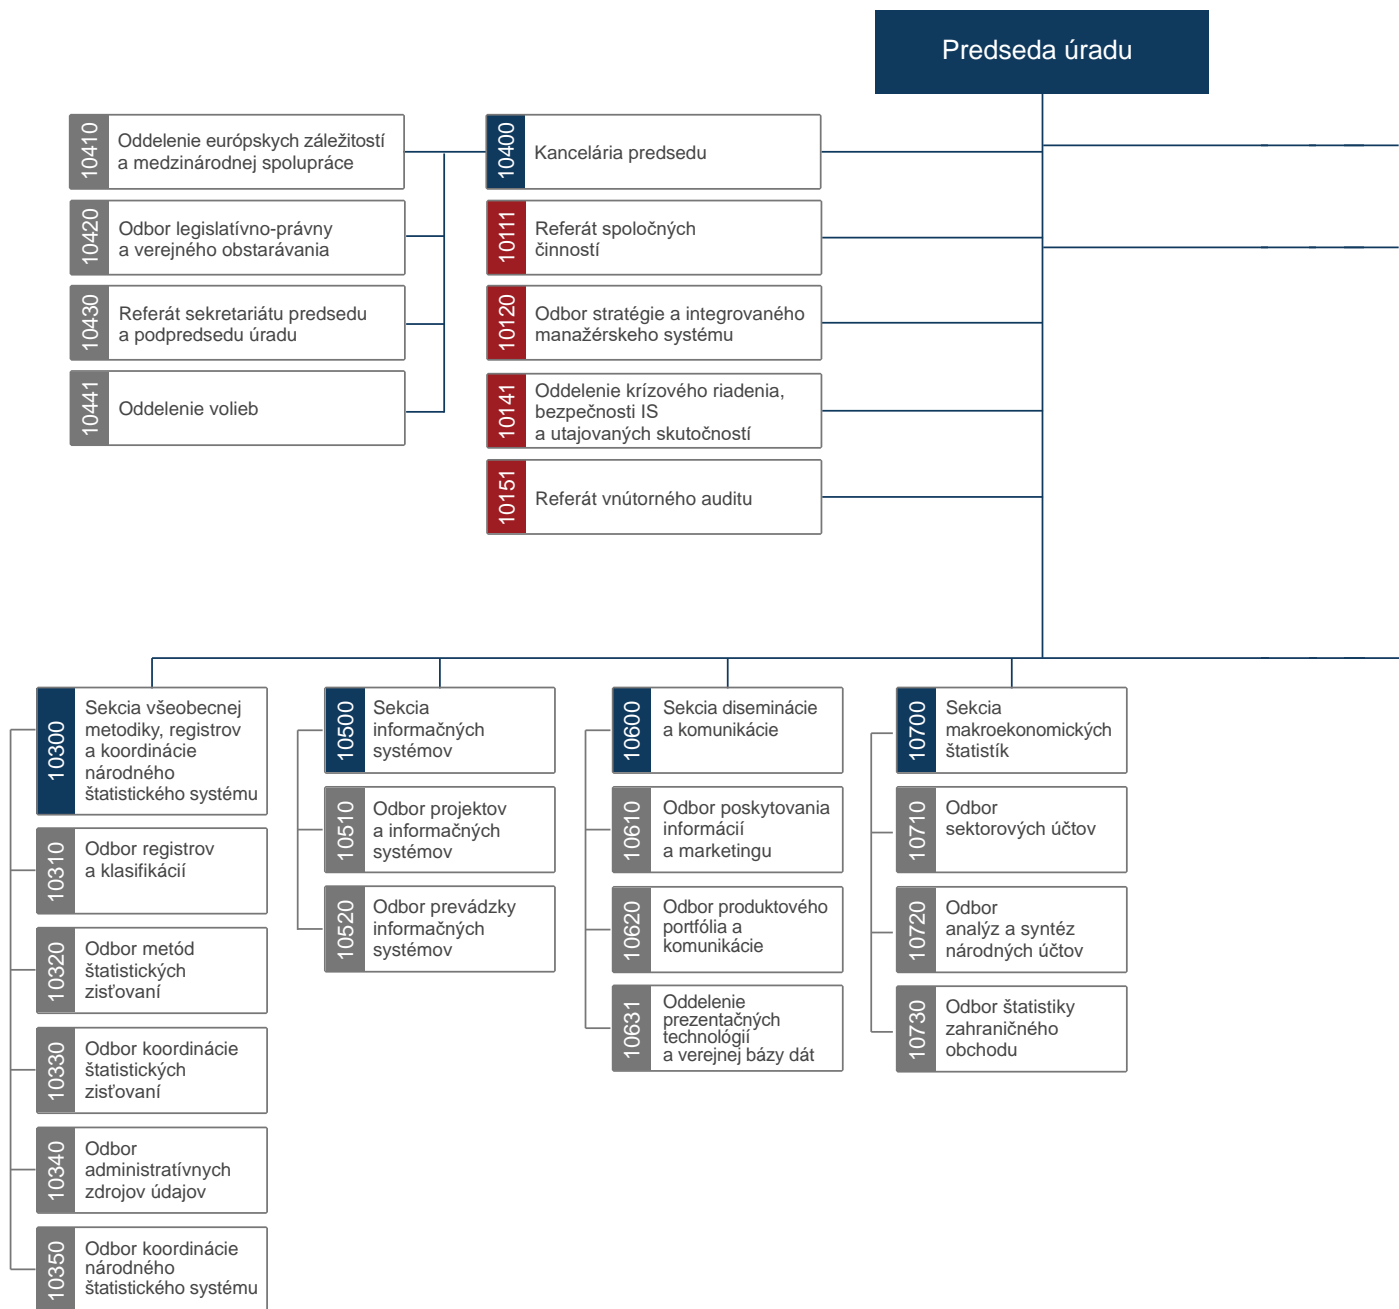 Predseda úradu
10410
Oddelenie európskych záležitostí
a medzinárodnej spolupráce
10420
Odbor legislatívno-právny
a verejného obstarávania
10430
Referát sekretariátu predsedu
a podpredsedu úradu
10441
Oddelenie volieb
10400
Kancelária predsedu
10111
Referát spoločných
činností
10120
Odbor stratégie a integrovaného
manažérskeho systému
10141
Oddelenie krízového riadenia,
bezpečnosti IS
a utajovaných skutočností
10151
Referát vnútorného auditu
10300
Sekcia všeobecnej
metodiky, registrov
a koordinácie
národného
štatistického systému
10310
Odbor registrov
a klasifikácií
10320
Odbor metód
štatistických
zisťovaní
10330
Odbor koordinácie
štatistických
zisťovaní
10340
Odbor
administratívnych
zdrojov údajov
10350
Odbor koordinácie
národného
štatistického systému
10500
Sekcia
informačných
systémov
10510
Odbor projektov
a informačných
systémov
10520
Odbor prevádzky
informačných
systémov
10600
Sekcia diseminácie
a komunikácie
10610
Odbor poskytovania
informácií
a marketingu
10620
Odbor produktového
portfólia a
komunikácie
10631
Oddelenie
prezentačných
technológií
a verejnej bázy dát
10700
Sekcia
makroekonomických
štatistík
10710
Odbor
sektorových účtov
10720
Odbor
analýz a syntéz
národných účtov
10730
Odbor štatistiky
zahraničného
obchodu